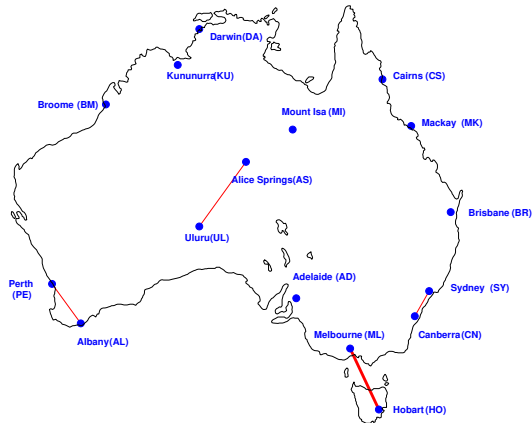 Darwin(DA)
Kununurra(KU)
Cairns (CS)
Broome (BM)
Mount Isa (MI)
Mackay (MK)
Alice Springs(AS)
Brisbane (BR)
Uluru(UL)
Adelaide (AD)
Perth
(PE)
Sydney (SY)
Albany(AL)
Melbourne (ML)
Canberra(CN)
Hobart(HO)